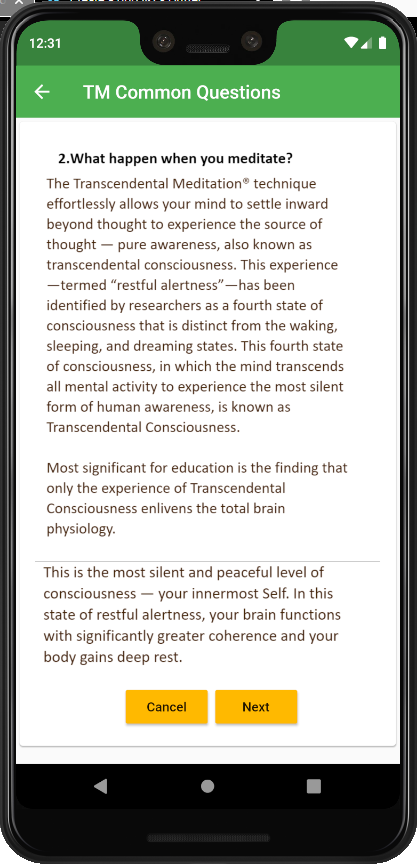 12:31
TM Common Questions
2.What happen when you meditate?
The Transcendental Meditation® technique
effortlessly allows your mind to settle inward
beyond thought to experience the source of
thought — pure awareness, also known as
transcendental consciousness. This experience
—termed “restful alertness”—has been
identified by researchers as a fourth state of
consciousness that is distinct from the waking,
sleeping, and dreaming states. This fourth state
of consciousness, in which the mind transcends
all mental activity to experience the most silent
form of human awareness, is known as
Transcendental Consciousness.
Most significant for education is the finding that
only the experience of Transcendental
Consciousness enlivens the total brain
physiology.
This is the most silent and peaceful level of
consciousness — your innermost Self. In this
state of restful alertness, your brain functions
with significantly greater coherence and your
body gains deep rest.
Cancel Next